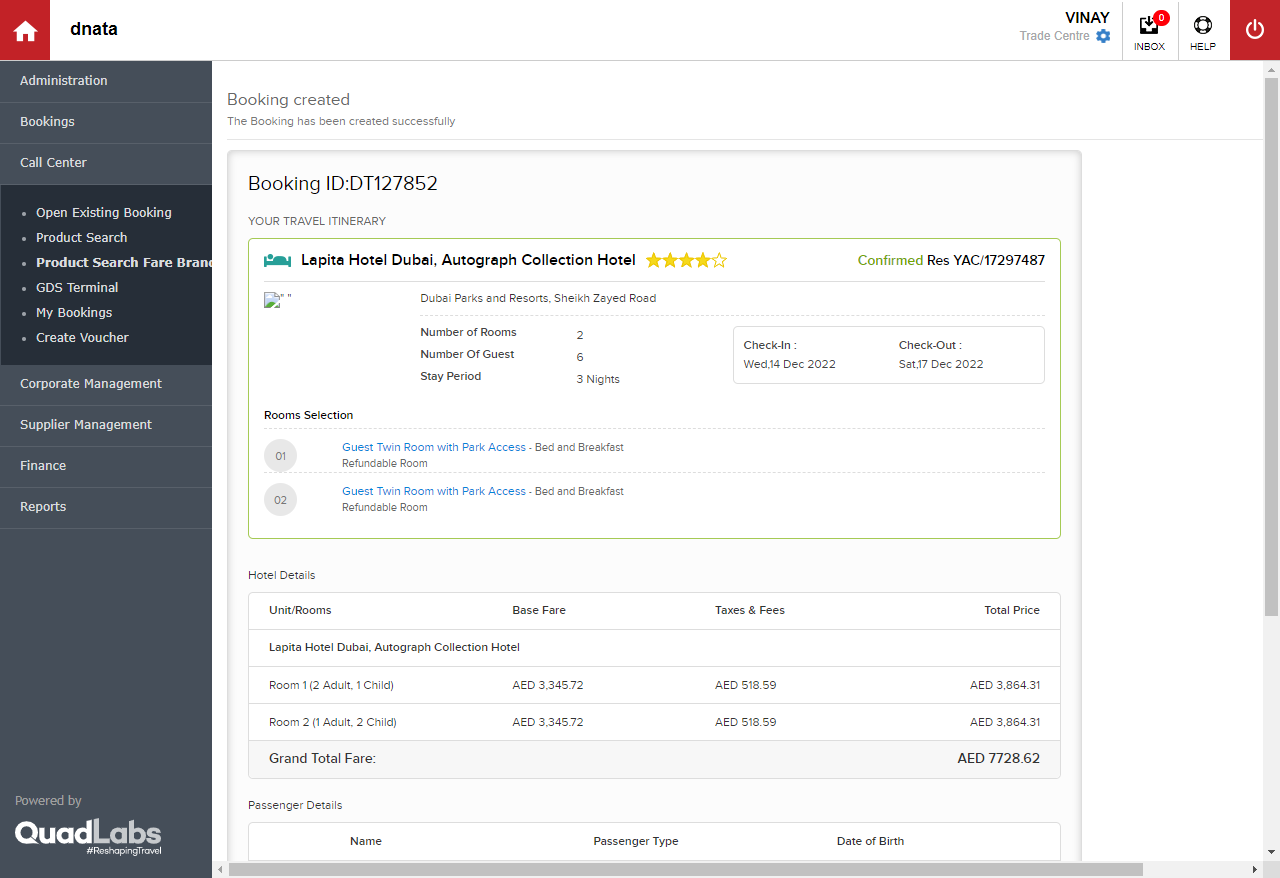 dnata
VINAY
Trade Centre
0
INBOX
HELP
Administration
Bookings
Call Center
Open Existing Booking
Product Search
Product Search Fare Bran
GDS Terminal
My Bookings
Create Voucher
Corporate Management
Supplier Management
Finance
Reports
Powered by
QuadLabs
#ReshapingTravel
Booking created
The Booking has been created successfully
Booking ID:DT127852
YOUR TRAVEL ITINERARY
Lapita Hotel Dubai, Autograph Collection Hotel
Confirmed Res YAC/17297487
" "
Dubai Parks and Resorts, Sheikh Zayed Road
Number of Rooms 2
Number Of Guest 6
Stay Period 3 Nights
Check-In : Check-Out :
Wed,14 Dec 2022 Sat,17 Dec 2022
Rooms Selection
01 Guest Twin Room with Park Access - Bed and Breakfast
Refundable Room
02 Guest Twin Room with Park Access - Bed and Breakfast
Refundable Room
Hotel Details
Unit/Rooms Base Fare Taxes & Fees Total Price
Lapita Hotel Dubai, Autograph Collection Hotel
Room 1 (2 Adult, 1 Child) AED 3,345.72 AED 518.59 AED 3,864.31
Room 2 (1 Adult, 2 Child) AED 3,345.72 AED 518.59 AED 3,864.31
Grand Total Fare: AED 7728.62
Passenger Details
Name Passenger Type Date of Birth